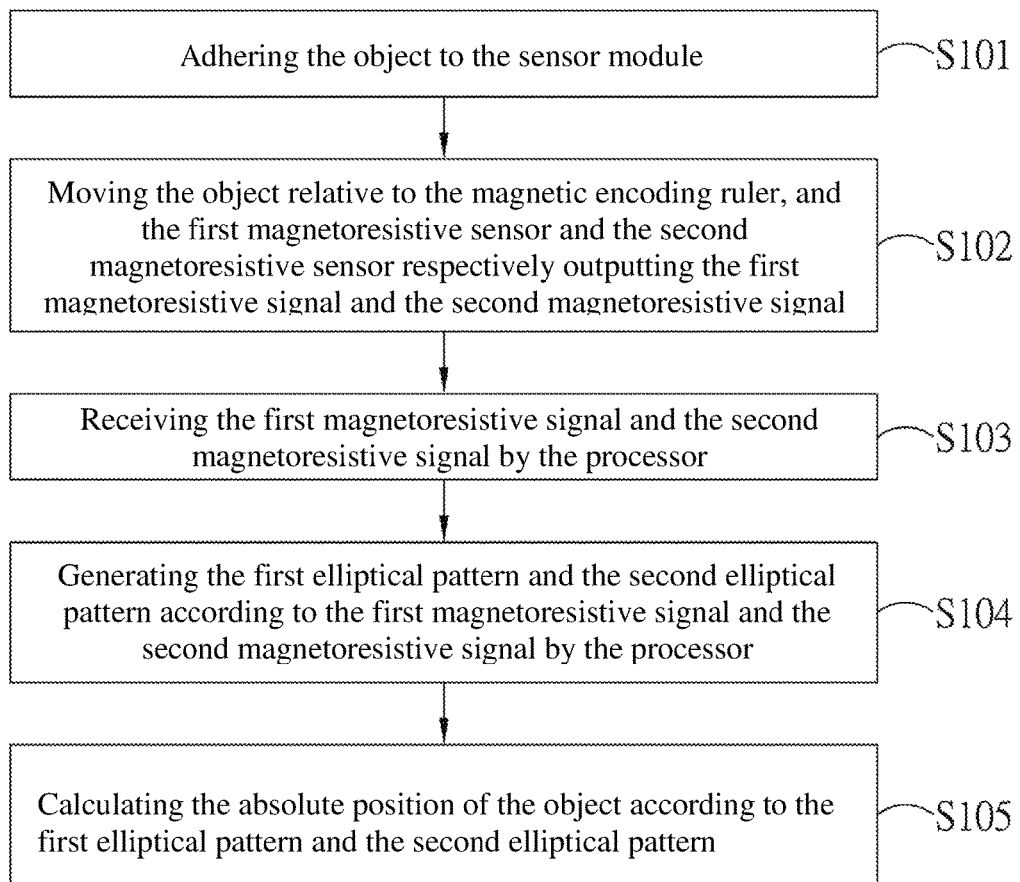 Adhering the object to the sensor module
S101
Moving the object relative to the magnetic encoding ruler, and
the first magnetoresistive sensor and the second
magnetoresistive sensor respectively outputting the first
magnetoresistive signal and the second magnetoresistive signal
S102
Receiving the first magnetoresistive signal and the second
magnetoresistive signal by the processor
S103
Generating the first elliptical pattern and the second elliptical
pattern according to the first magnetoresistive signal and the
second magnetoresistive signal by the processor
S104
Calculating the absolute position of the object according to the
first elliptical pattern and the second elliptical pattern
S105